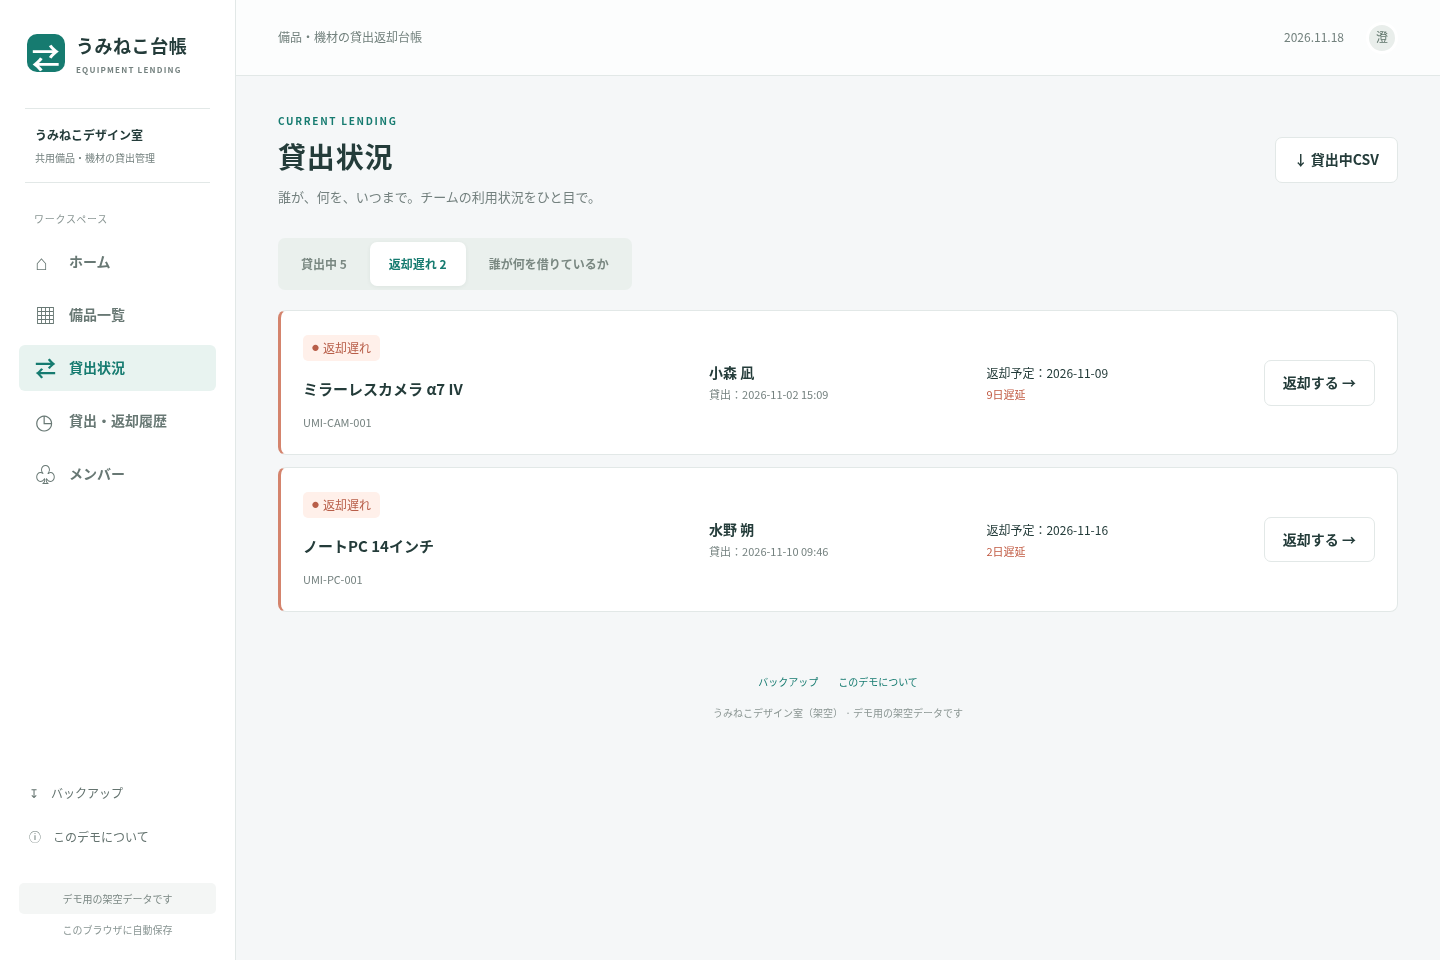 うみねこ台帳
EQUIPMENT LENDING
うみねこデザイン室
共用備品・機材の貸出管理
ワークスペース
ホーム
備品一覧
貸出状況
貸出・返却履歴
メンバー
バックアップ
このデモについて
デモ用の架空データです
このブラウザに自動保存
備品・機材の貸出返却台帳
2026.11.18
澄
CURRENT LENDING
貸出状況
誰が、何を、いつまで。チームの利用状況をひと目で。
↓ 貸出中CSV
貸出中 5
返却遅れ 2
誰が何を借りているか
返却遅れ
ミラーレスカメラ α7 IV
UMI-CAM-001
小森 凪
貸出：2026-11-02 15:09
返却予定：2026-11-09
9日遅延
返却する →
返却遅れ
ノートPC 14インチ
UMI-PC-001
水野 朔
貸出：2026-11-10 09:46
返却予定：2026-11-16
2日遅延
返却する →
バックアップ
このデモについて
うみねこデザイン室（架空） · デモ用の架空データです